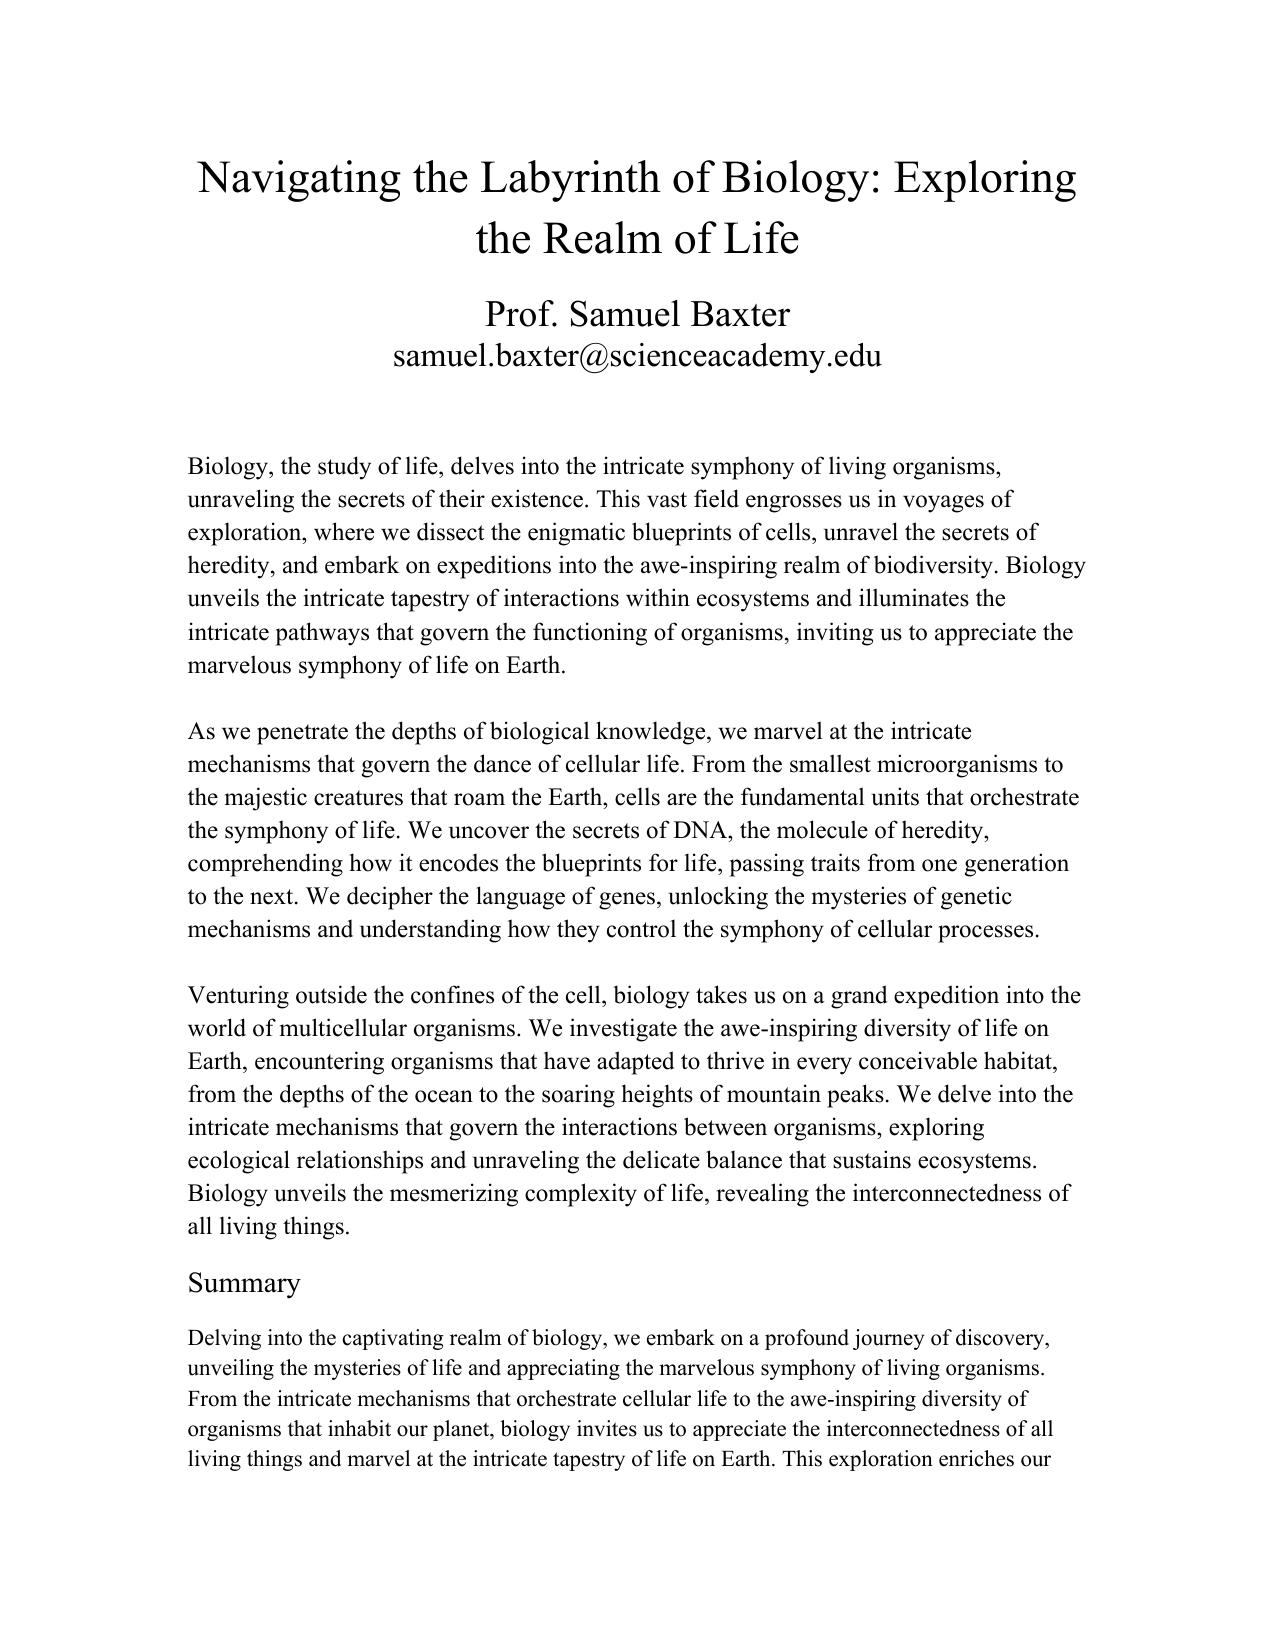 Navigating the Labyrinth of Biology: Exploring
the Realm of Life
Prof. Samuel Baxter
samuel.baxter@scienceacademy.edu
Biology, the study of life, delves into the intricate symphony of living organisms,
unraveling the secrets of their existence. This vast field engrosses us in voyages of
exploration, where we dissect the enigmatic blueprints of cells, unravel the secrets of
heredity, and embark on expeditions into the awe-inspiring realm of biodiversity. Biology
unveils the intricate tapestry of interactions within ecosystems and illuminates the
intricate pathways that govern the functioning of organisms, inviting us to appreciate the
marvelous symphony of life on Earth.
As we penetrate the depths of biological knowledge, we marvel at the intricate
mechanisms that govern the dance of cellular life. From the smallest microorganisms to
the majestic creatures that roam the Earth, cells are the fundamental units that orchestrate
the symphony of life. We uncover the secrets of DNA, the molecule of heredity,
comprehending how it encodes the blueprints for life, passing traits from one generation
to the next. We decipher the language of genes, unlocking the mysteries of genetic
mechanisms and understanding how they control the symphony of cellular processes.
Venturing outside the confines of the cell, biology takes us on a grand expedition into the
world of multicellular organisms. We investigate the awe-inspiring diversity of life on
Earth, encountering organisms that have adapted to thrive in every conceivable habitat,
from the depths of the ocean to the soaring heights of mountain peaks. We delve into the
intricate mechanisms that govern the interactions between organisms, exploring
ecological relationships and unraveling the delicate balance that sustains ecosystems.
Biology unveils the mesmerizing complexity of life, revealing the interconnectedness of
all living things.
Summary
Delving into the captivating realm of biology, we embark on a profound journey of discovery,
unveiling the mysteries of life and appreciating the marvelous symphony of living organisms.
From the intricate mechanisms that orchestrate cellular life to the awe-inspiring diversity of
organisms that inhabit our planet, biology invites us to appreciate the interconnectedness of all
living things and marvel at the intricate tapestry of life on Earth. This exploration enriches our